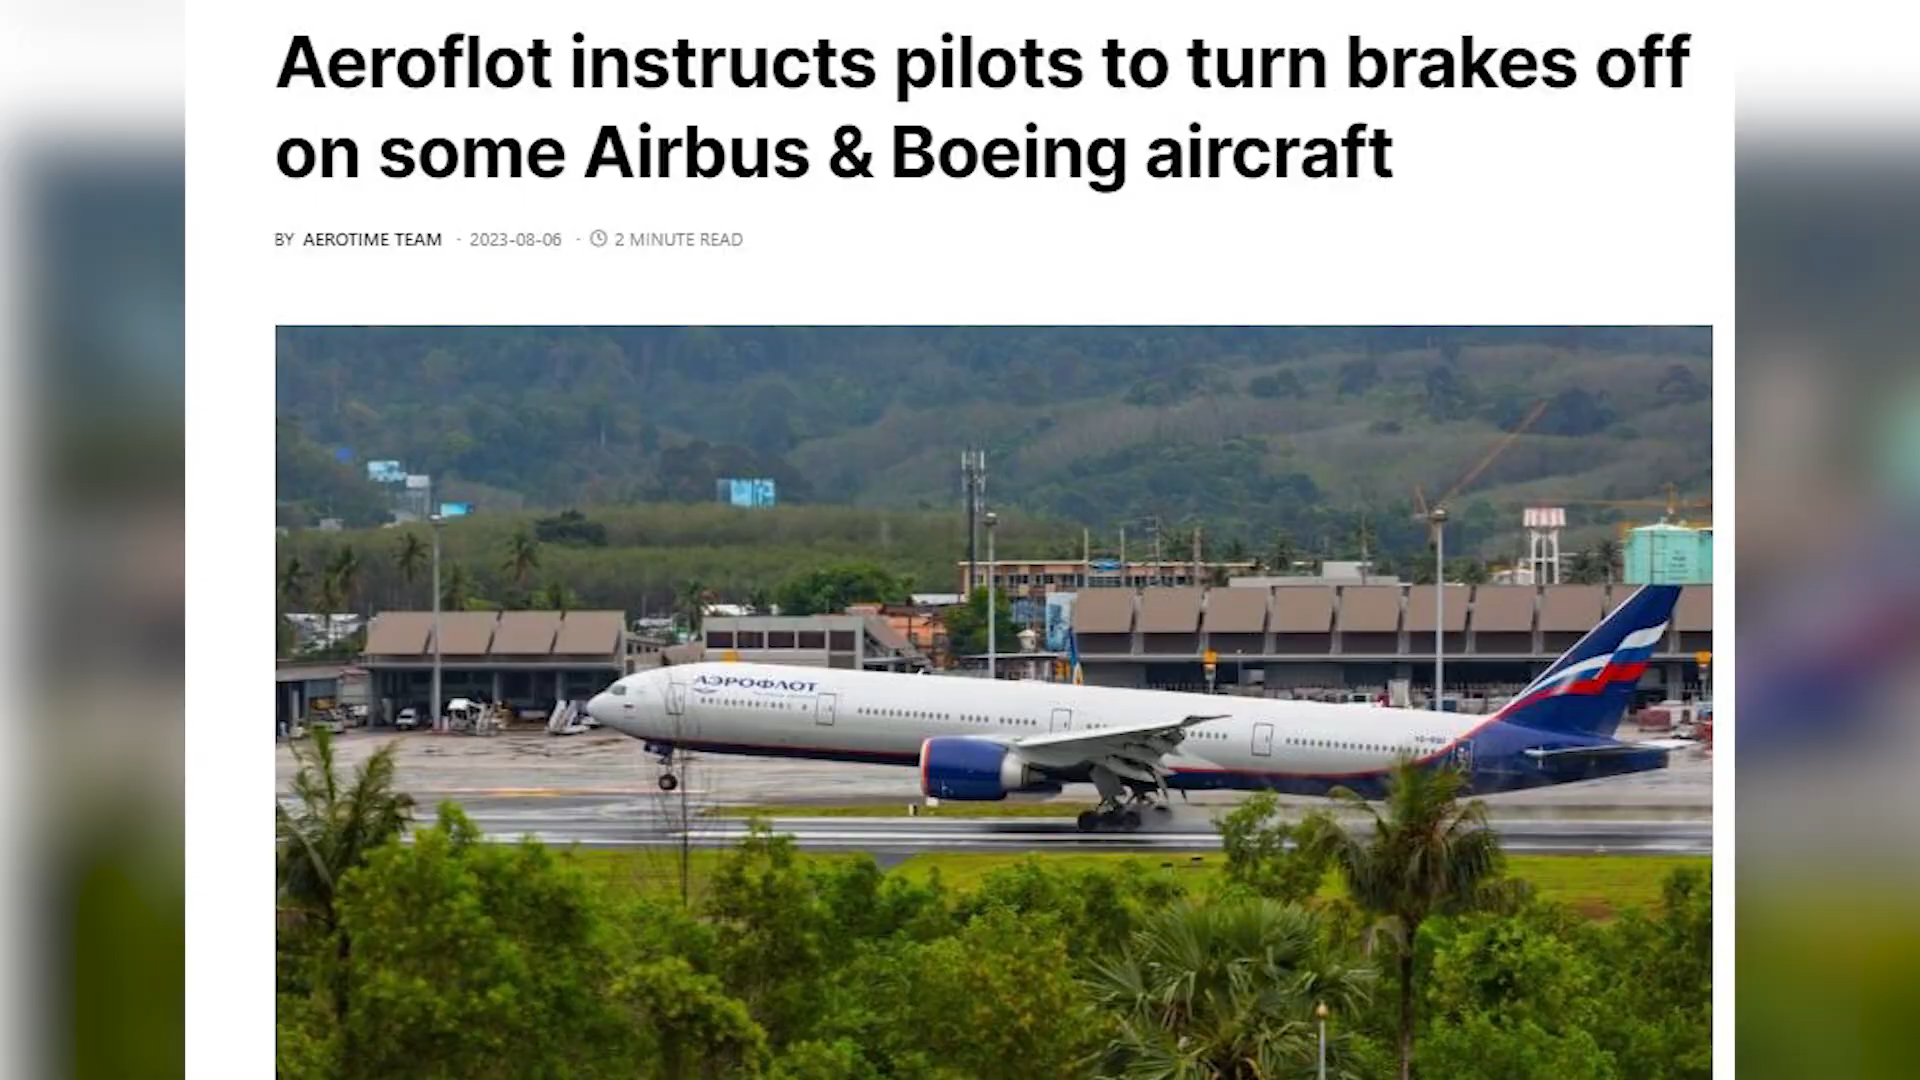 Aeroflot instructs pilots to turn brakes off
on some Airbus & Boeing aircraft
BY AEROTIME TEAM · 2023-08-06 · 2 MINUTE READ
АЭРОФЛОТ